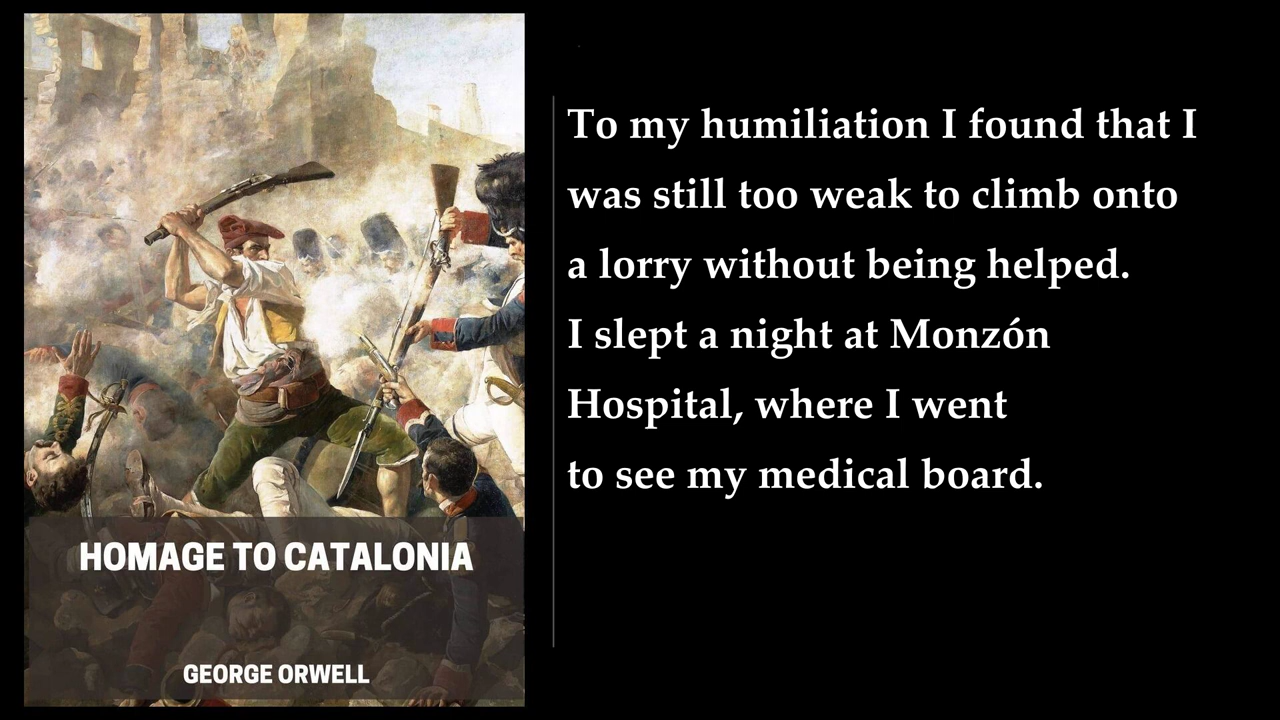 To my humiliation I found that I
was still too weak to climb onto
a lorry without being helped.
I slept a night at Monzón
Hospital, where I went
to see my medical board.
HOMAGE TO CATALONIA
GEORGE ORWELL